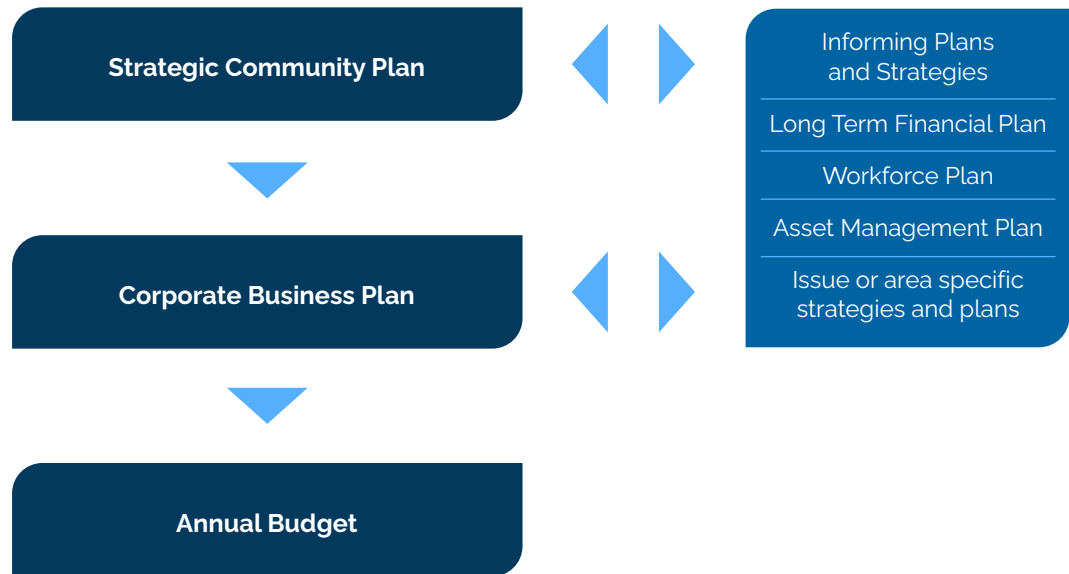 Strategic Community Plan
Informing Plans
and Strategies
Long Term Financial Plan
Workforce Plan
Asset Management Plan
Issue or area specific
strategies and plans
Corporate Business Plan
Annual Budget